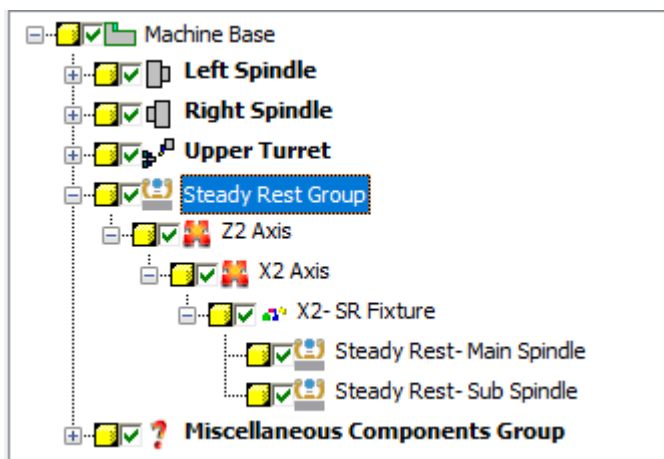 Machine Base
Left Spindle
Right Spindle
Upper Turret
Steady Rest Group
Z2 Axis
X2 Axis
X2- SR Fixture
Steady Rest- Main Spindle
Steady Rest- Sub Spindle
Miscellaneous Components Group